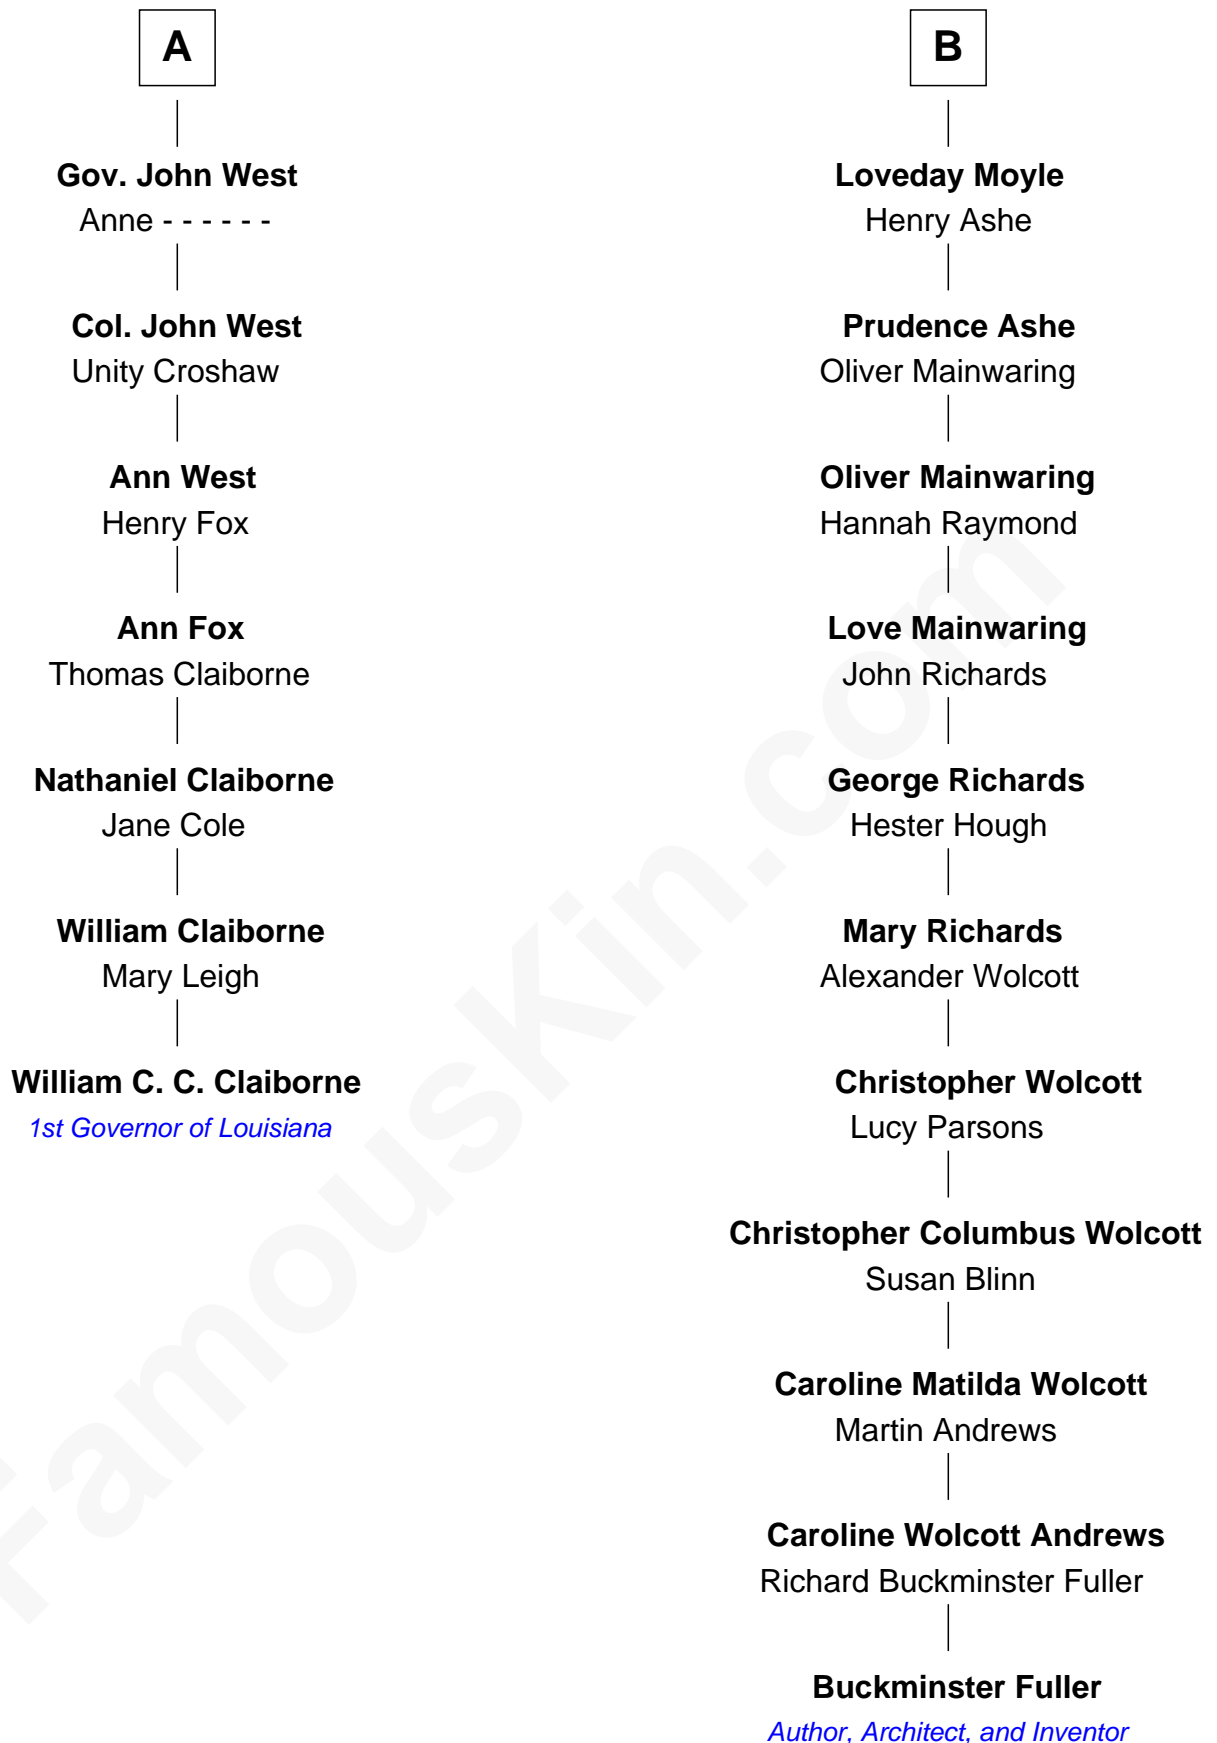 A
Gov. John West
Anne - - - - - -
Col. John West
Unity Croshaw
Ann West
Henry Fox
Ann Fox
Thomas Claiborne
Nathaniel Claiborne
Jane Cole
William Claiborne
Mary Leigh
William C. C. Claiborne
1st Governor of Louisiana
B
Loveday Moyle
Henry Ashe
Prudence Ashe
Oliver Mainwaring
Oliver Mainwaring
Hannah Raymond
Love Mainwaring
John Richards
George Richards
Hester Hough
Mary Richards
Alexander Wolcott
Christopher Wolcott
Lucy Parsons
Christopher Columbus Wolcott
Susan Blinn
Caroline Matilda Wolcott
Martin Andrews
Caroline Wolcott Andrews
Richard Buckminster Fuller
Buckminster Fuller
Author, Architect, and Inventor
FamousKin.com